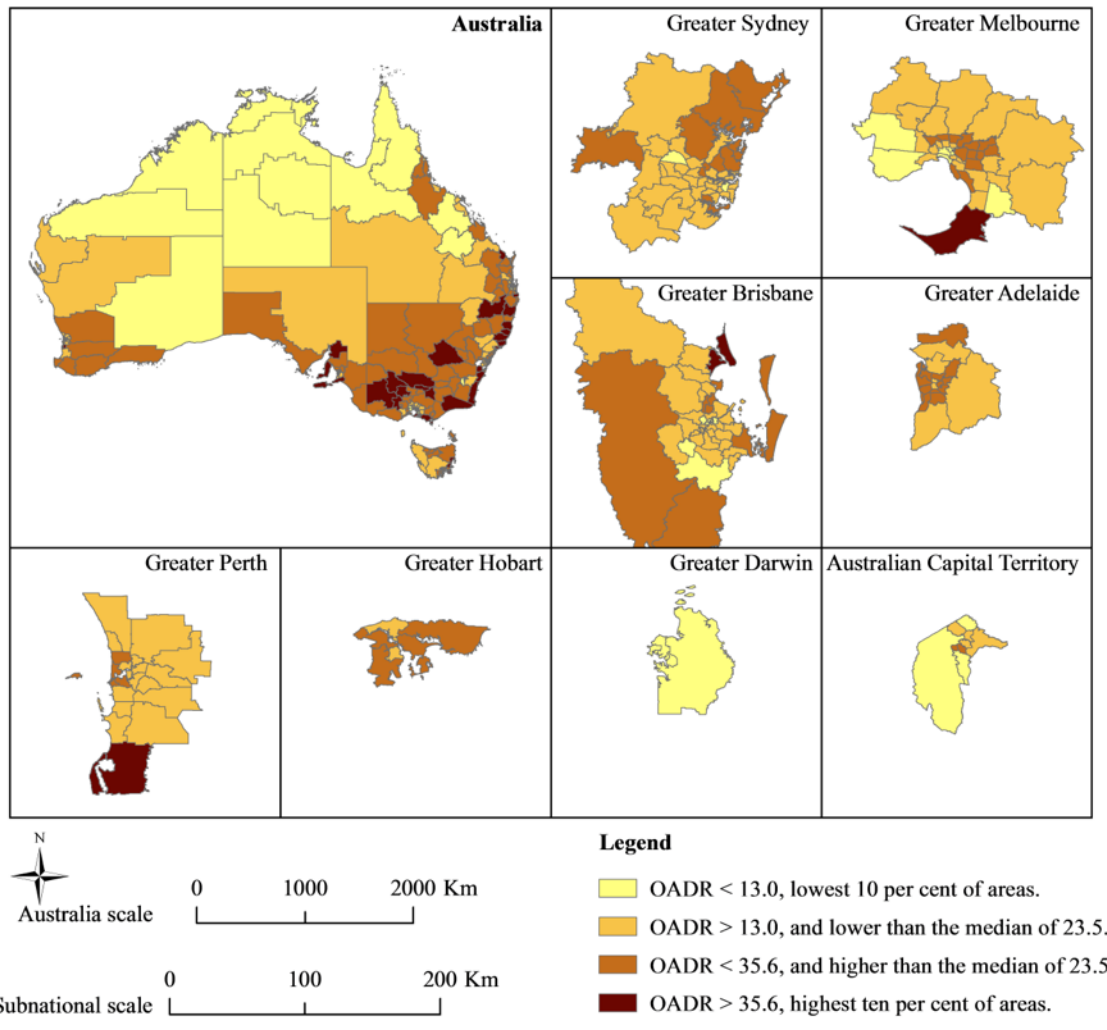 Australia
Greater Sydney
Greater Melbourne
Greater Brisbane
Greater Adelaide
Greater Perth
Greater Hobart
Greater Darwin
Australian Capital Territory
N
Australia scale
0 1000 2000 Km
Subnational scale
0 100 200 Km
Legend
OADR < 13.0, lowest 10 per cent of areas.
OADR > 13.0, and lower than the median of 23.5.
OADR < 35.6, and higher than the median of 23.5
OADR > 35.6, highest ten per cent of areas.